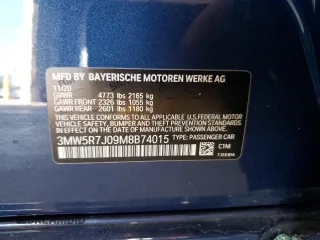 MFD BY BAYERISCHE MOTOREN WERKE AG
11/20
GVWR 4773 lbs 2165 kg
GAWR FRONT 2326 lbs 1055 kg
GAWR REAR 2601 lbs 1180 kg
THIS VEHICLE CONFORMS TO ALL APPLICABLE U.S. FEDERAL MOTOR
VEHICLE SAFETY, BUMPER, AND THEFT PREVENTION STANDARDS IN
EFFECT ON THE DATE OF MANUFACTURE SHOWN ABOVE.
3MW5R7J09M8B74015 TYPE: PASSENGER CAR
C1M